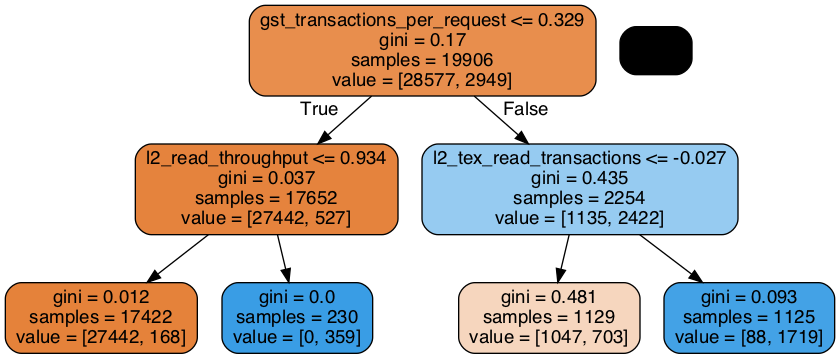 gst_transactions_per_request <= 0.329
gini = 0.17
samples = 19906
value = [28577, 2949]
True
False
l2_read_throughput <= 0.934
gini = 0.037
samples = 17652
value = [27442, 527]
l2_tex_read_transactions <= -0.027
gini = 0.435
samples = 2254
value = [1135, 2422]
gini = 0.012
samples = 17422
value = [27442, 168]
gini = 0.0
samples = 230
value = [0, 359]
gini = 0.481
samples = 1129
value = [1047, 703]
gini = 0.093
samples = 1125
value = [88, 1719]